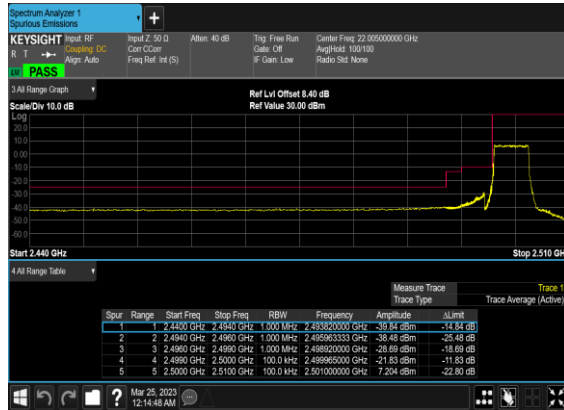 Spectrum Analyzer 1
Spurious Emissions
KEYSIGHT Input: RF Input Z: 50 Ω Atten: 40 dB Trig: Free Run Center Freq: 22.005000000 GHz
R T Coupling: DC Corr CCorr Gate: Off Avg|Hold: 100/100
Align: Auto Freq Ref: Int (S) IF Gain: Low Radio Std: None
PASS
3 All Range Graph
Ref Lvl Offset 8.40 dB
Scale/Div 10.0 dB Ref Value 30.00 dBm
Log
20.0
10.0
0.00
-10.0
-20.0
-30.0
-40.0
-50.0
-60.0
Start 2.440 GHz Stop 2.510 GH
4 All Range Table
Measure Trace Trace 1
Trace Type Trace Average (Active)
Spur Range Start Freq Stop Freq RBW Frequency Amplitude ΔLimit
1 1 2.4400 GHz 2.4940 GHz 1.000 MHz 2.493820000 GHz -39.84 dBm -14.84 dB
2 2 2.4940 GHz 2.4960 GHz 1.000 MHz 2.495963333 GHz -38.48 dBm -25.48 dB
3 3 2.4960 GHz 2.4990 GHz 1.000 MHz 2.498920000 GHz -28.69 dBm -18.69 dB
4 4 2.4990 GHz 2.5000 GHz 100.0 kHz 2.499965000 GHz -21.83 dBm -11.83 dB
5 5 2.5000 GHz 2.5100 GHz 100.0 kHz 2.501000000 GHz 7.204 dBm -22.80 dB
? Mar 25, 2023
12:14:48 AM